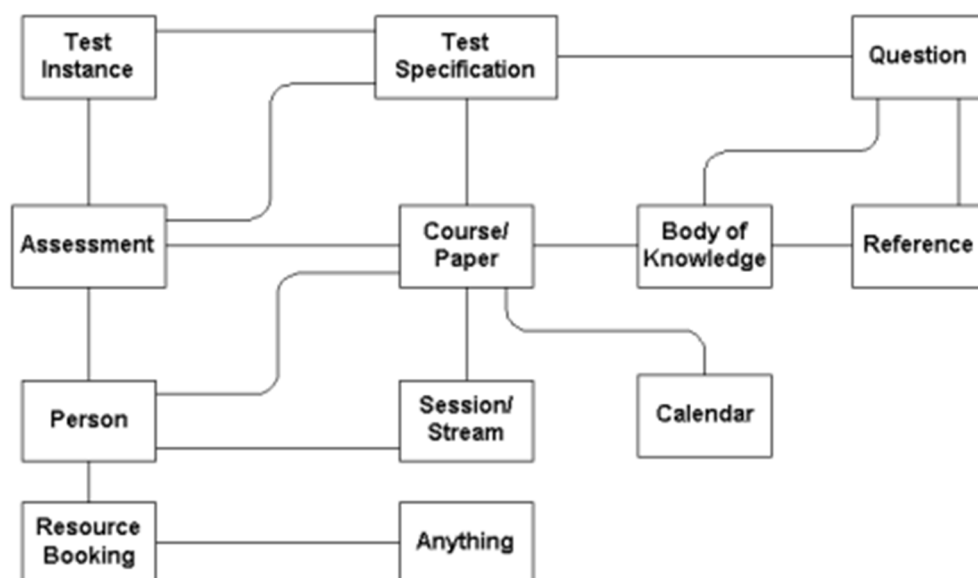 Test
Instance
Test
Specification
Question
Assessment
Course/
Paper
Body of
Knowledge
Reference
Person
Session/
Stream
Calendar
Resource
Booking
Anything